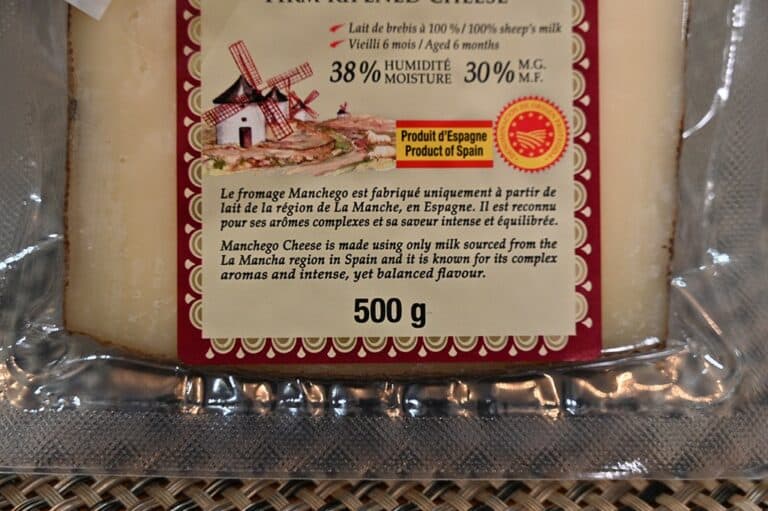 FIRM RIPENED CHEESE
Lait de brebis à 100 % / 100% sheep's milk
Vieilli 6 mois / Aged 6 months
38% HUMIDITÉ MOISTURE 30% M.G. M.F.
Produit d'Espagne
Product of Spain
Le fromage Manchego est fabriqué uniquement à partir de
lait de la région de La Manche, en Espagne. Il est reconnu
pour ses arômes complexes et sa saveur intense et équilibrée.
Manchego Cheese is made using only milk sourced from the
La Mancha region in Spain and it is known for its complex
aromas and intense, yet balanced flavour.
500 g